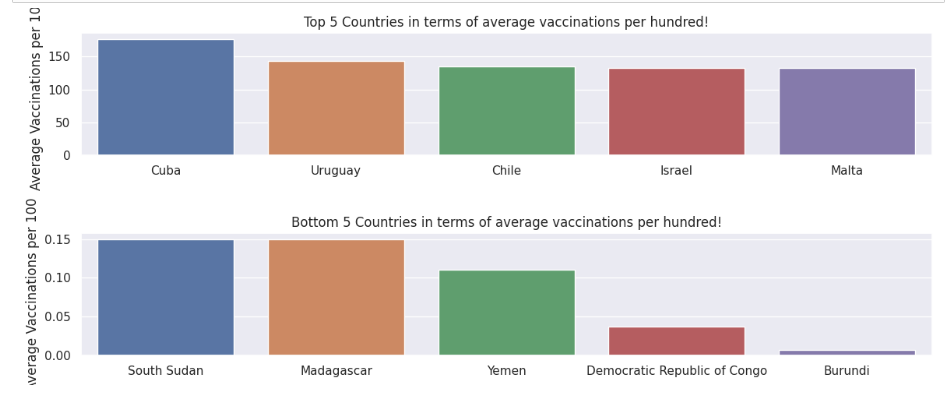 Top 5 Countries in terms of average vaccinations per hundred!
Average Vaccinations per 10
150
100
50
0
Cuba Uruguay Chile Israel Malta
Bottom 5 Countries in terms of average vaccinations per hundred!
verage Vaccinations per 100
0.15
0.10
0.05
0.00
South Sudan Madagascar Yemen Democratic Republic of Congo Burundi